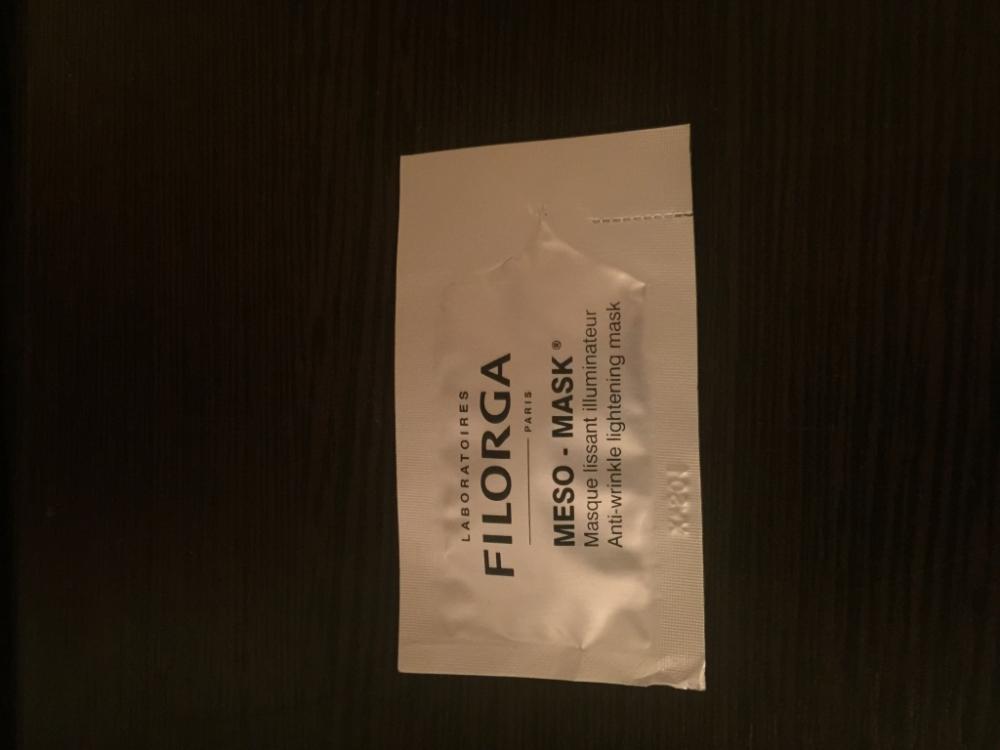 LABORATOIRES
FILORGA
PARIS
MESO - MASK®
Masque lissant illuminateur
Anti-wrinkle lightening mask